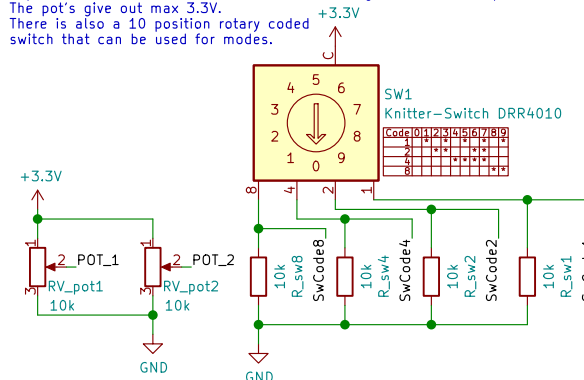 The pot's give out max 3.3V.
There is also a 10 position rotary coded
switch that can be used for modes.
+3.3V
C
5
4 6
3 7
2 8
1 9
0
SW1
Knitter-Switch DRR4010
Code 0 1 2 3 4 5 6 7 8 9
1 * * * * *
2 * * * *
4 * * * *
8 * *
8 4 2 1
+3.3V
1 1
2 POT_1
2 POT_2
3 3
RV_pot1
10k
RV_pot2
10k
GND
10k
R_sw8
SwCode8
10k
R_sw4
SwCode4
10k
R_sw2
SwCode2
10k
R_sw1
GND